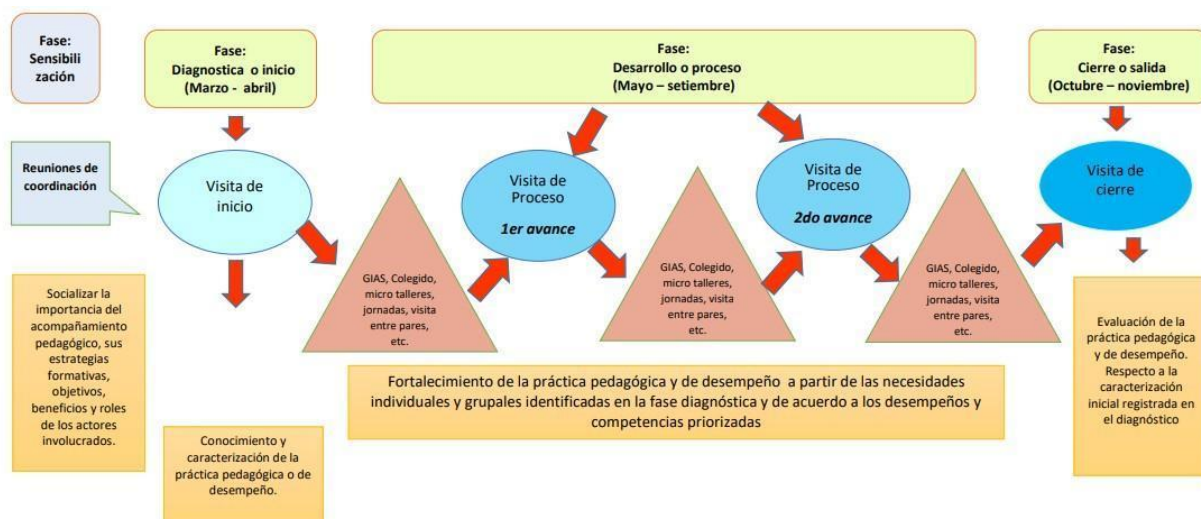 Fase:
Sensibili
zación
Fase:
Diagnostica o inicio
(Marzo - abril)
Fase:
Desarrollo o proceso
(Mayo – setiembre)
Fase:
Cierre o salida
(Octubre – noviembre)
Reuniones de
coordinación
Visita de
inicio
Visita de
Proceso
1er avance
Visita de
Proceso
2do avance
Visita de
cierre
GIAS, Colegido,
micro talleres,
jornadas, visita
entre pares,
etc.
GIAS, Colegido,
micro talleres,
jornadas, visita
entre pares,
etc.
GIAS, Colegido,
micro talleres,
jornadas, visita
entre pares,
etc.
Socializar la
importancia del
acompañamiento
pedagógico, sus
estrategias
formativas,
objetivos,
beneficios y roles
de los actores
involucrados.
Conocimiento y
caracterización de la
práctica pedagógica o de
desempeño.
Fortalecimiento de la práctica pedagógica y de desempeño a partir de las necesidades
individuales y grupales identificadas en la fase diagnóstica y de acuerdo a los desempeños y
competencias priorizadas
Evaluación de la
práctica pedagógica
y de desempeño.
Respecto a la
caracterización
inicial registrada en
el diagnóstico